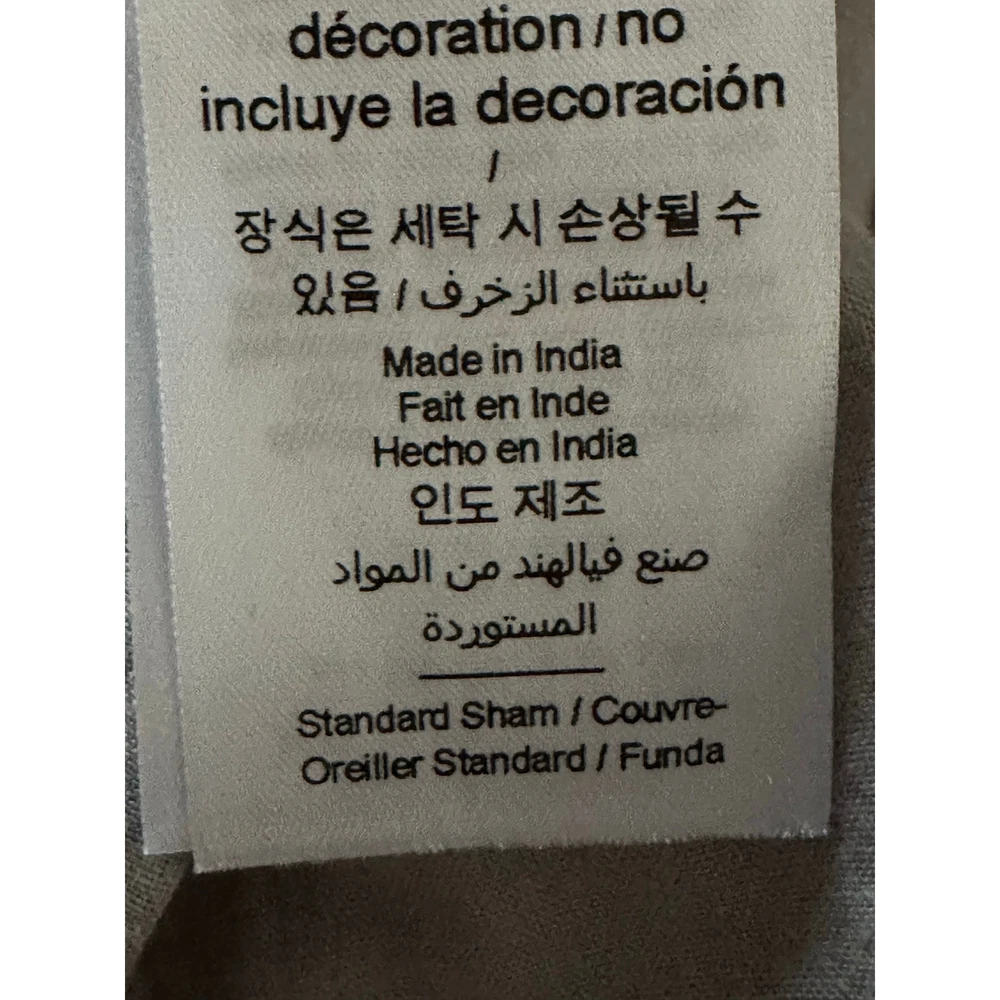 décoration / no
incluye la decoración
/
장식은 세탁 시 손상될 수
있음 / باستثناء الزخرف
Made in India
Fait en Inde
Hecho en India
인도 제조
صنع فيالهند من المواد
المستوردة
Standard Sham / Couvre-
Oreiller Standard / Funda